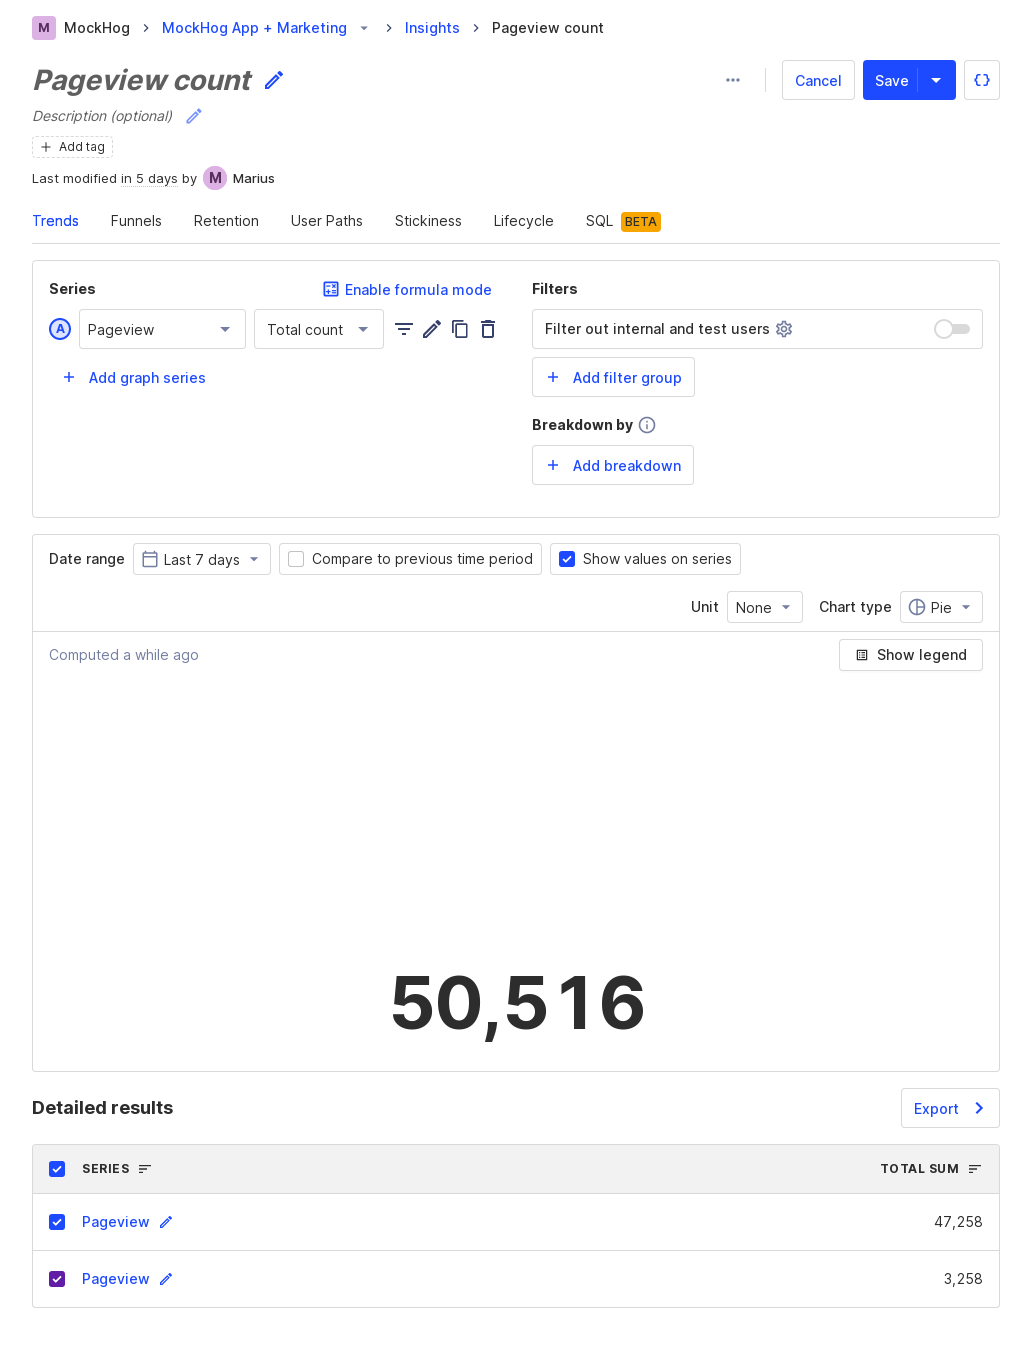 M MockHog MockHog App + Marketing Insights Pageview count
Pageview count
Cancel Save
Description (optional)
Add tag
Last modified in 5 days by M Marius
Trends Funnels Retention User Paths Stickiness Lifecycle SQL BETA
Series Enable formula mode
A Pageview Total count
Add graph series
Filters
Filter out internal and test users
Add filter group
Breakdown by
Add breakdown
Date range Last 7 days Compare to previous time period Show values on series
Unit None Chart type Pie
Computed a while ago Show legend
50,516
Detailed results Export
SERIES TOTAL SUM
Pageview 47,258
Pageview 3,258